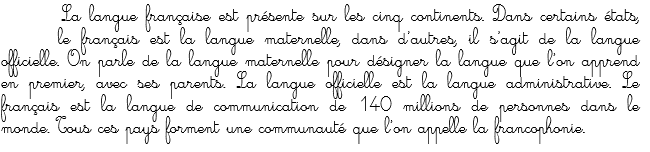 La langue française est présente sur les cinq continents. Dans certains états,
le français est la langue maternelle, dans d'autres, il s'agit de la langue
officielle. On parle de la langue maternelle pour désigner la langue que l'on apprend
en premier, avec ses parents. La langue officielle est la langue administrative. Le
français est la langue de communication de 140 millions de personnes dans le
monde. Tous ces pays forment une communauté que l'on appelle la francophonie.